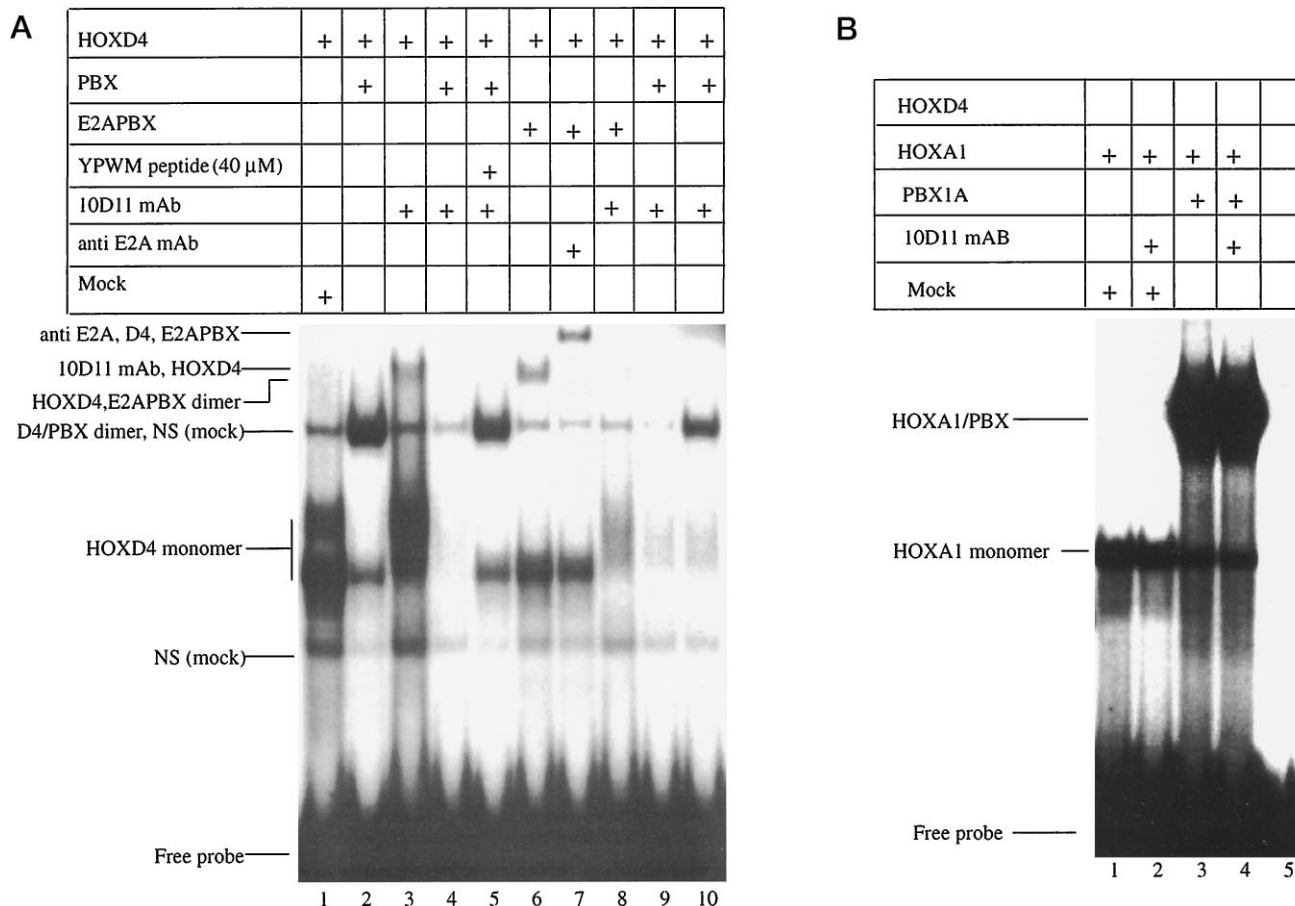 A
HOXD4 + + + + + + + + + +
PBX + + + + +
E2APBX + + +
YPWM peptide (40 µM) +
10D11 mAb + + + + + +
anti E2A mAb +
Mock +
anti E2A, D4, E2APBX
10D11 mAb, HOXD4
HOXD4,E2APBX dimer
D4/PBX dimer, NS (mock)
HOXD4 monomer
NS (mock)
Free probe
1 2 3 4 5 6 7 8 9 10
B
HOXD4
HOXA1 + + + +
PBX1A + +
10D11 mAB + +
Mock + +
HOXA1/PBX
HOXA1 monomer
Free probe
1 2 3 4 5